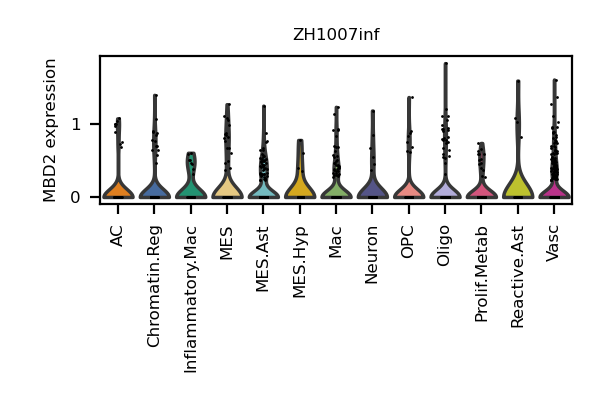 ZH1007inf
MBD2 expression
1
0
AC
Chromatin.Reg
Inflammatory.Mac
MES
MES.Ast
MES.Hyp
Mac
Neuron
OPC
Oligo
Prolif.Metab
Reactive.Ast
Vasc